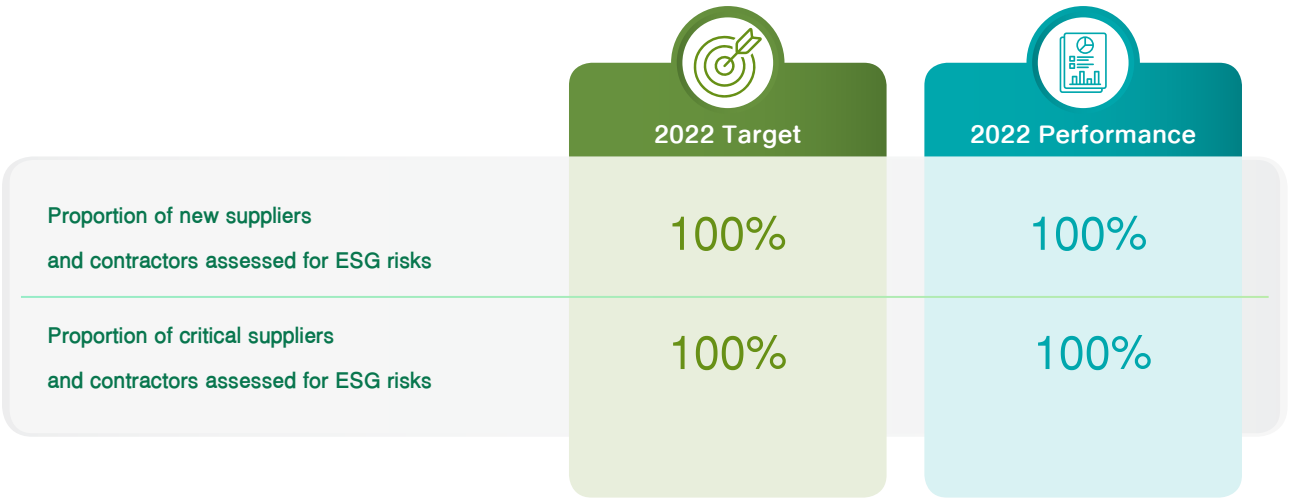 2022 Target
2022 Performance
Proportion of new suppliers
and contractors assessed for ESG risks
100%
100%
Proportion of critical suppliers
and contractors assessed for ESG risks
100%
100%